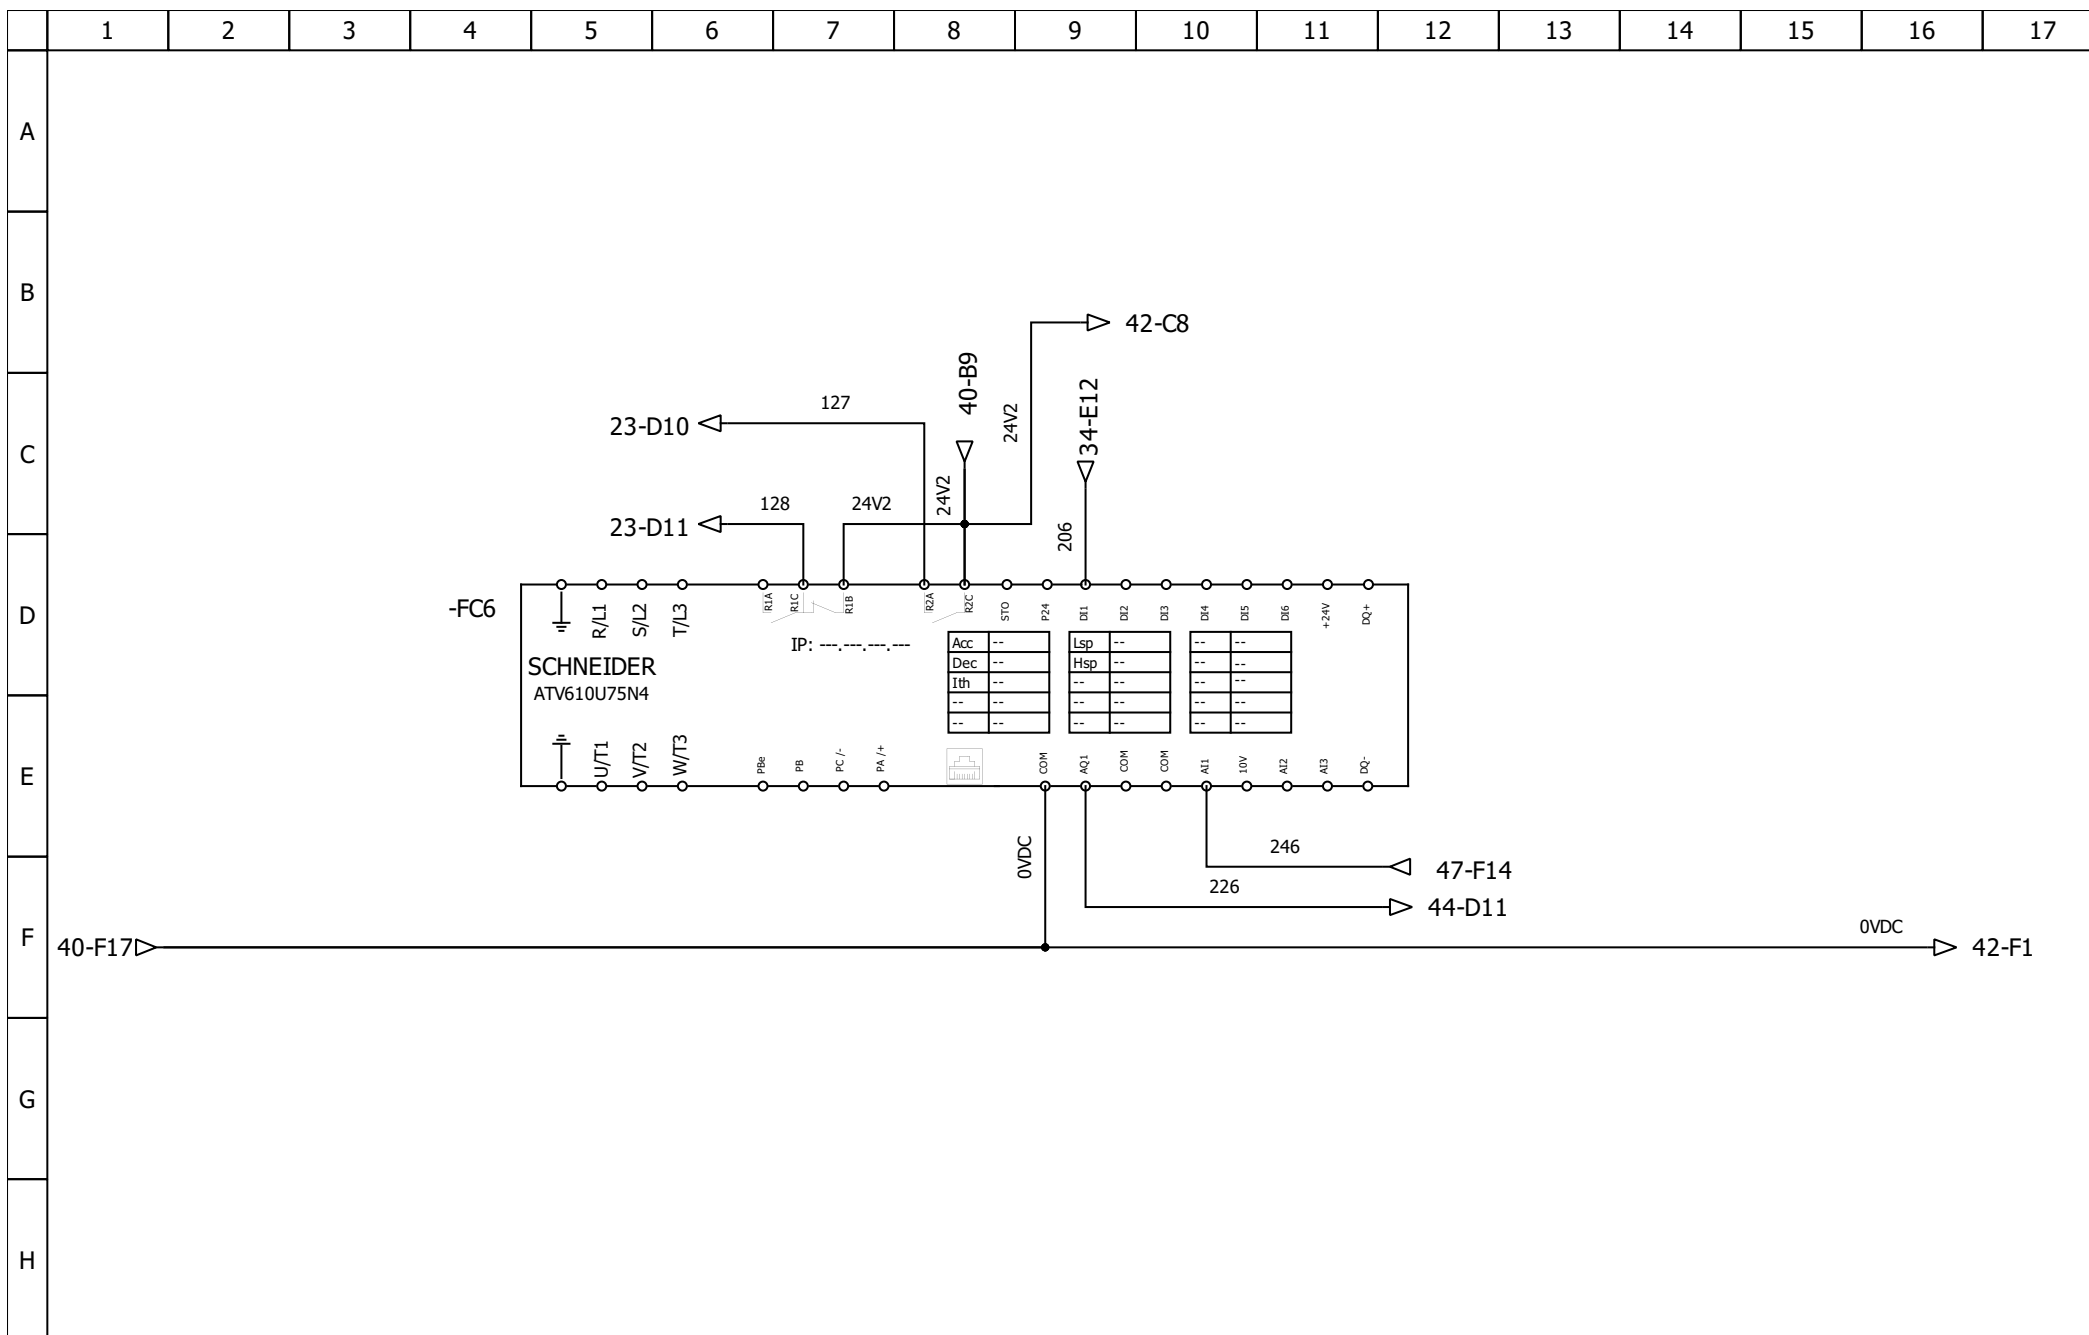 1 2 3 4 5 6 7 8 9 10 11 12 13 14 15 16 17
A
B
42-C8
40-B9
34-E12
24V2
127
23-D10
C
24V2
128
24V2
23-D11
206
-FC6
D
R/L1 S/L2 T/L3 R1A R1C R1B R2A R2C STO P24 DI1 DI2 DI3 DI4 DI5 DI6 +24V DQ+
IP: ---.---.---.---
SCHNEIDER
ATV610U75N4
Acc --
Dec --
Ith --
-- --
-- --
Lsp --
Hsp --
-- --
-- --
-- --
-- --
-- --
-- --
-- --
-- --
E
U/T1 V/T2 W/T3 PBe PB PC /- PA /+ COM AQ1 COM COM AI1 10V AI2 AI3 DQ-
0VDC
246
47-F14
226
44-D11
F
0VDC
40-F17
42-F1
G
H